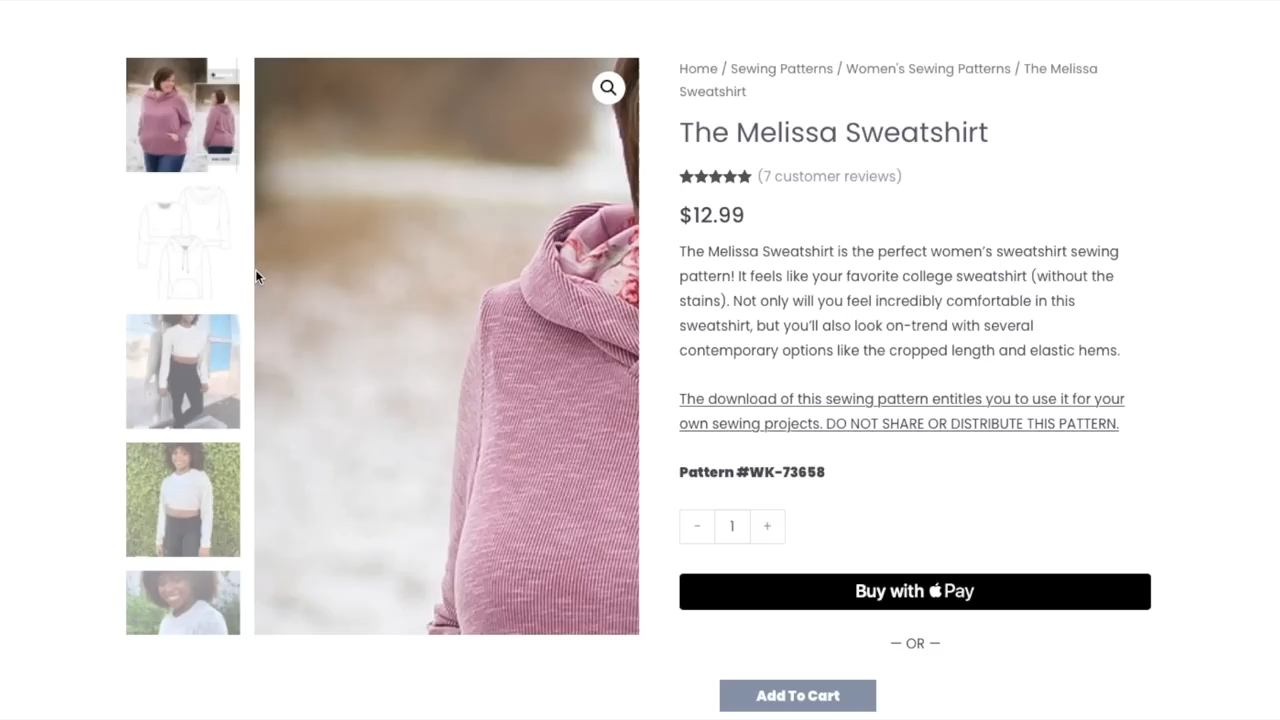 Home / Sewing Patterns / Women's Sewing Patterns / The Melissa
Sweatshirt
The Melissa Sweatshirt
(7 customer reviews)
$12.99
The Melissa Sweatshirt is the perfect women's sweatshirt sewing
pattern! It feels like your favorite college sweatshirt (without the
stains). Not only will you feel incredibly comfortable in this
sweatshirt, but you'll also look on-trend with several
contemporary options like the cropped length and elastic hems.
The download of this sewing pattern entitles you to use it for your
own sewing projects. DO NOT SHARE OR DISTRIBUTE THIS PATTERN.
Pattern #WK-73658
- 1 +
Buy with Pay
— OR —
Add To Cart